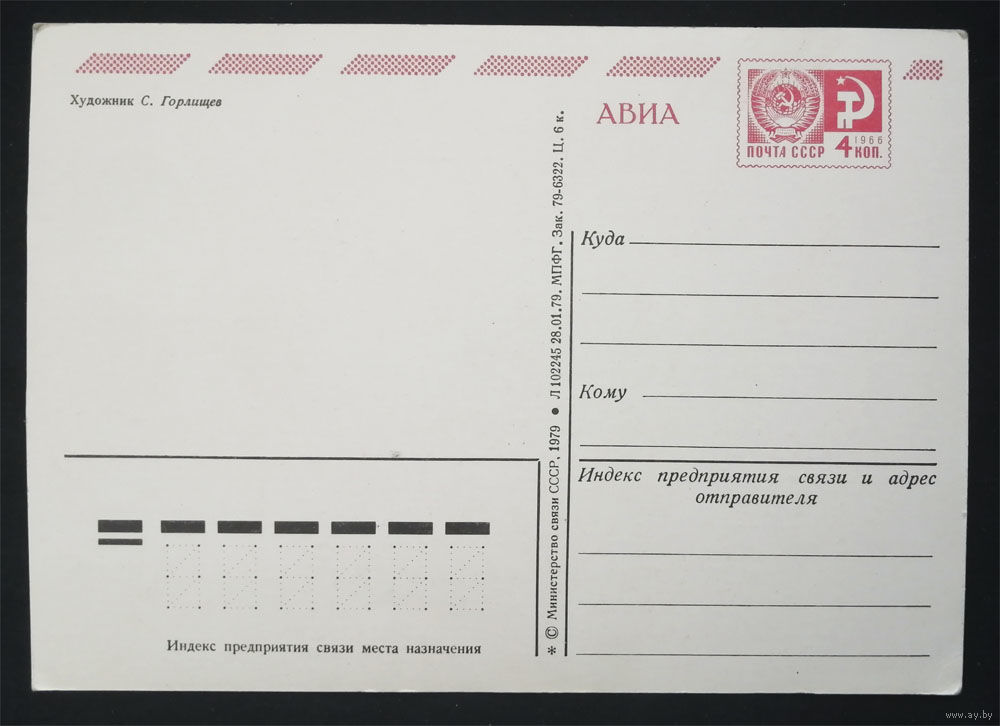 Художник С. Горлищев
АВИА
ПОЧТА СССР
1966
4 КОП.
* © Министерство связи СССР, 1979 ● Л 102245 28.01.79. МПФГ. Зак. 79-6322. Ц. 6 к.
Куда
Кому
Индекс предприятия связи и адрес
отправителя
Индекс предприятия связи места назначения
www.ay.by